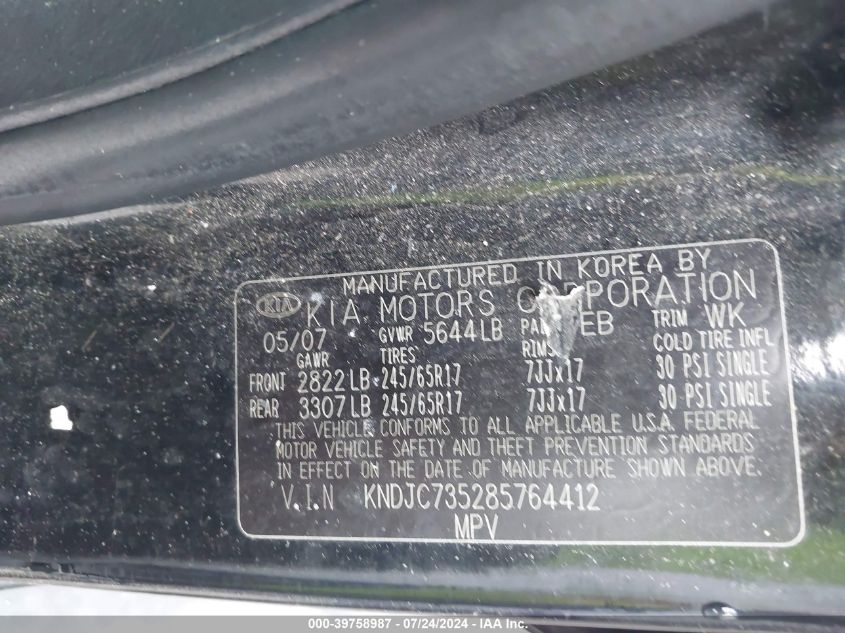 MANUFACTURED IN KOREA BY
KIA KIA MOTORS CORPORATION
05/07 GVWR 5644LB EB TRIM WK
GAWR TIRES RIMS COLD TIRE INFL
FRONT 2822LB 245/65R17 7JJx17 30 PSI SINGLE
REAR 3307LB 245/65R17 7JJx17 30 PSI SINGLE
THIS VEHICLE CONFORMS TO ALL APPLICABLE U.S.A. FEDERAL
MOTOR VEHICLE SAFETY AND THEFT PREVENTION STANDARDS
IN EFFECT ON THE DATE OF MANUFACTURE SHOWN ABOVE.
V.I.N KNDJC735285764412
MPV
000-39758987 - 07/24/2024 - IAA Inc.